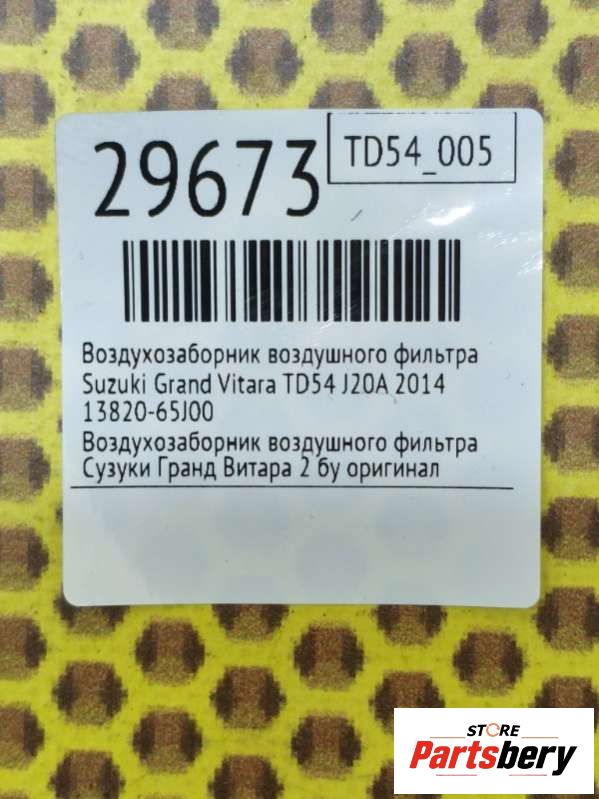 29673
TD54_005
Воздухозаборник воздушного фильтра
Suzuki Grand Vitara TD54 J20A 2014
13820-65J00
Воздухозаборник воздушного фильтра
Сузуки Гранд Витара 2 бу оригинал
STORE
Partsbery